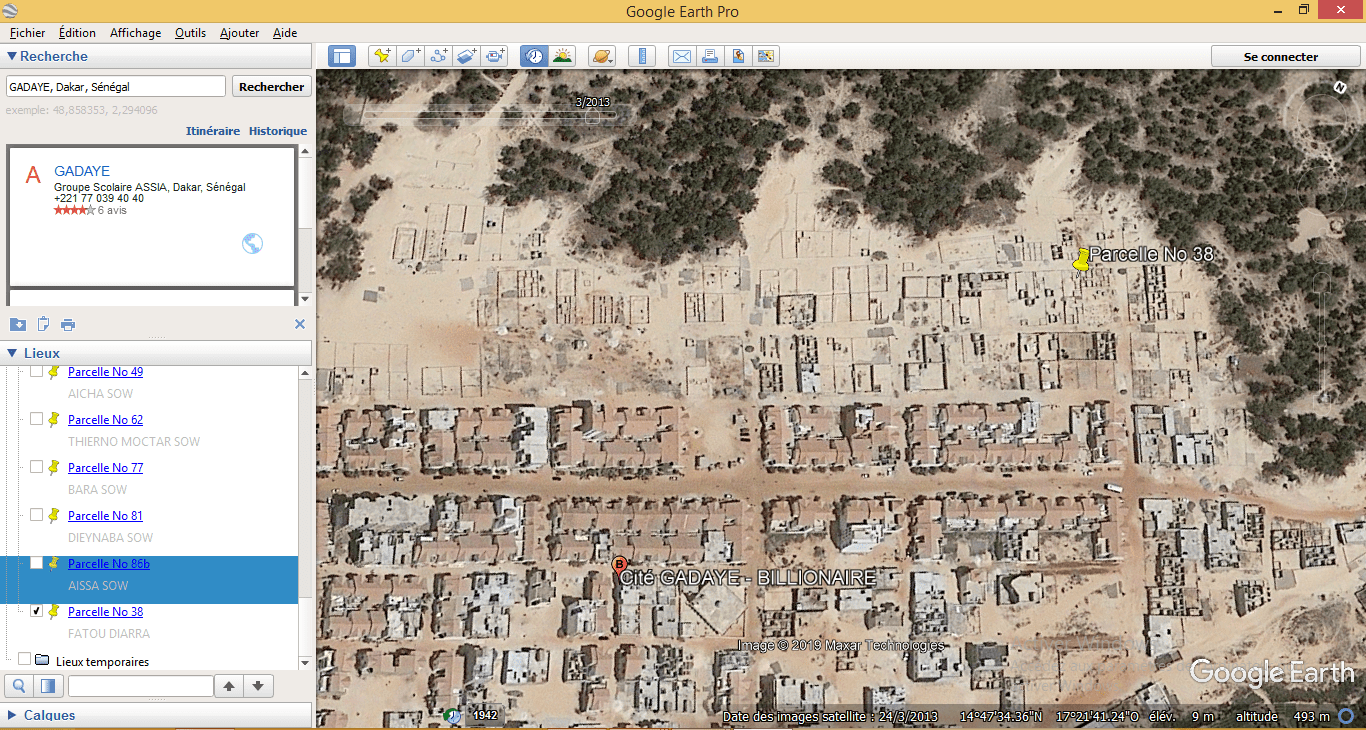 Google Earth Pro
Fichier Édition Affichage Outils Ajouter Aide
Recherche
GADAYE, Dakar, Sénégal
Rechercher
exemple: 48,858353, 2,294096
Itinéraire Historique
A GADAYE
Groupe Scolaire ASSIA, Dakar, Sénégal
+221 77 039 40 40
6 avis
Lieux
Parcelle No 49
AICHA SOW
Parcelle No 62
THIERNO MOCTAR SOW
Parcelle No 77
BARA SOW
Parcelle No 81
DIEYNABA SOW
Parcelle No 86b
AISSA SOW
Parcelle No 38
FATOU DIARRA
Lieux temporaires
Calques
Se connecter
3/2013
N
Parcelle No 38
B
Cité GADAYE - BILLIONAIRE
Image © 2019 Maxar Technologies
Google Earth
1942
Date des images satellite : 24/3/2013 14°47'34.36"N 17°21'41.24"O élév. 9 m altitude 493 m